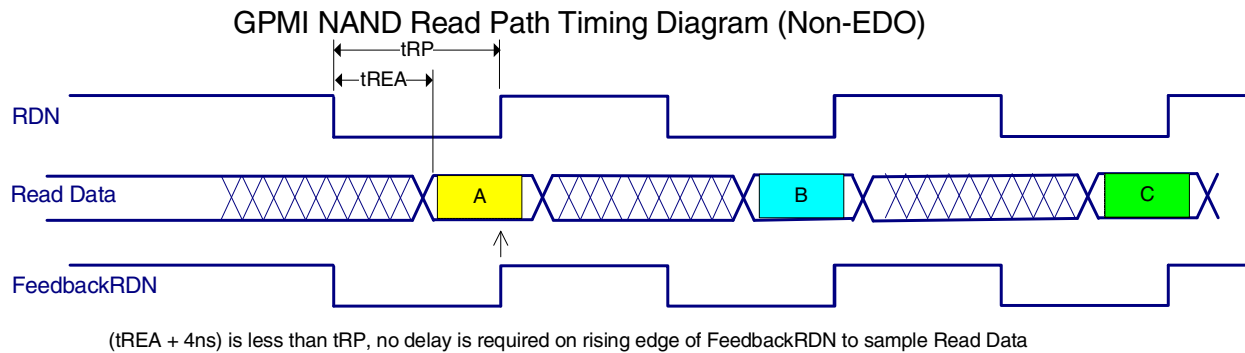 GPMI NAND Read Path Timing Diagram (Non-EDO)
tRP
tREA
RDN
Read Data
A
B
C
FeedbackRDN
(tREA + 4ns) is less than tRP, no delay is required on rising edge of FeedbackRDN to sample Read Data